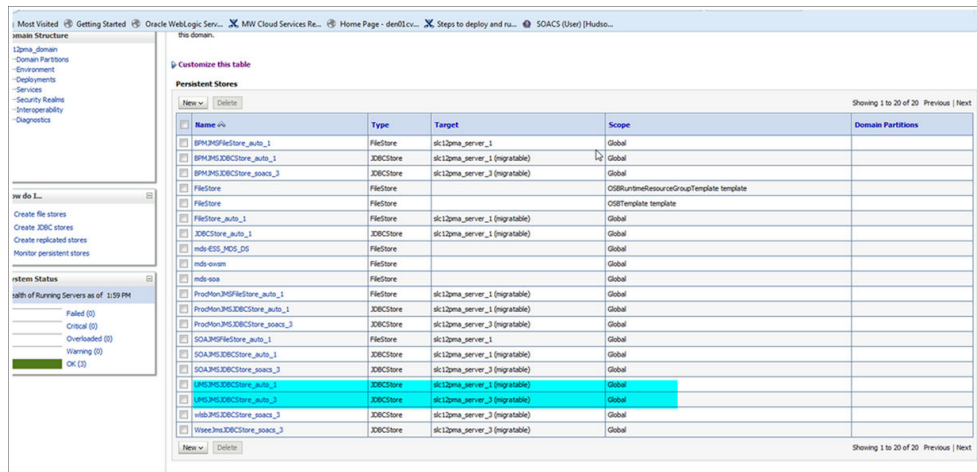 Most Visited Getting Started Oracle WebLogic Serv... MW Cloud Services Re... Home Page - den01cv... Steps to deploy and ru... SOACS (User) [Hudso...
omain Structure
12pma_domain
Domain Partitions
Environment
Deployments
Services
Security Realms
Interoperability
Diagnostics
ow do I...
Create file stores
Create JDBC stores
Create replicated stores
Monitor persistent stores
ystem Status
ealth of Running Servers as of 1:59 PM
Failed (0)
Critical (0)
Overloaded (0)
Warning (0)
OK (3)
this domain.
Customize this table
Persistent Stores
New Delete Showing 1 to 20 of 20 Previous | Next
Name Type Target Scope Domain Partitions
BPMJMSFileStore_auto_1 FileStore slc12pma_server_1 Global
BPMJMSJDBCStore_auto_1 JDBCStore slc12pma_server_1 (migratable) Global
BPMJMSJDBCStore_soacs_3 JDBCStore slc12pma_server_3 (migratable) Global
FileStore FileStore OSBRuntimeResourceGroupTemplate template
FileStore FileStore OSBTemplate template
FileStore_auto_1 FileStore slc12pma_server_1 (migratable) Global
JDBCStore_auto_1 JDBCStore slc12pma_server_1 (migratable) Global
mds-ESS_MDS_DS FileStore Global
mds-owsm FileStore Global
mds-soa FileStore Global
ProcMonJMSFileStore_auto_1 FileStore slc12pma_server_1 (migratable) Global
ProcMonJMSJDBCStore_auto_1 JDBCStore slc12pma_server_1 (migratable) Global
ProcMonJMSJDBCStore_soacs_3 JDBCStore slc12pma_server_3 (migratable) Global
SOAJMSFileStore_auto_1 FileStore slc12pma_server_1 Global
SOAJMSJDBCStore_auto_1 JDBCStore slc12pma_server_1 (migratable) Global
SOAJMSJDBCStore_soacs_3 JDBCStore slc12pma_server_3 (migratable) Global
UMSJMSJDBCStore_auto_1 JDBCStore slc12pma_server_1 (migratable) Global
UMSJMSJDBCStore_auto_3 JDBCStore slc12pma_server_3 (migratable) Global
wlsbJMSJDBCStore_soacs_3 JDBCStore slc12pma_server_3 (migratable) Global
WseeJmsJDBCStore_soacs_3 JDBCStore slc12pma_server_3 (migratable) Global
New Delete Showing 1 to 20 of 20 Previous | Next